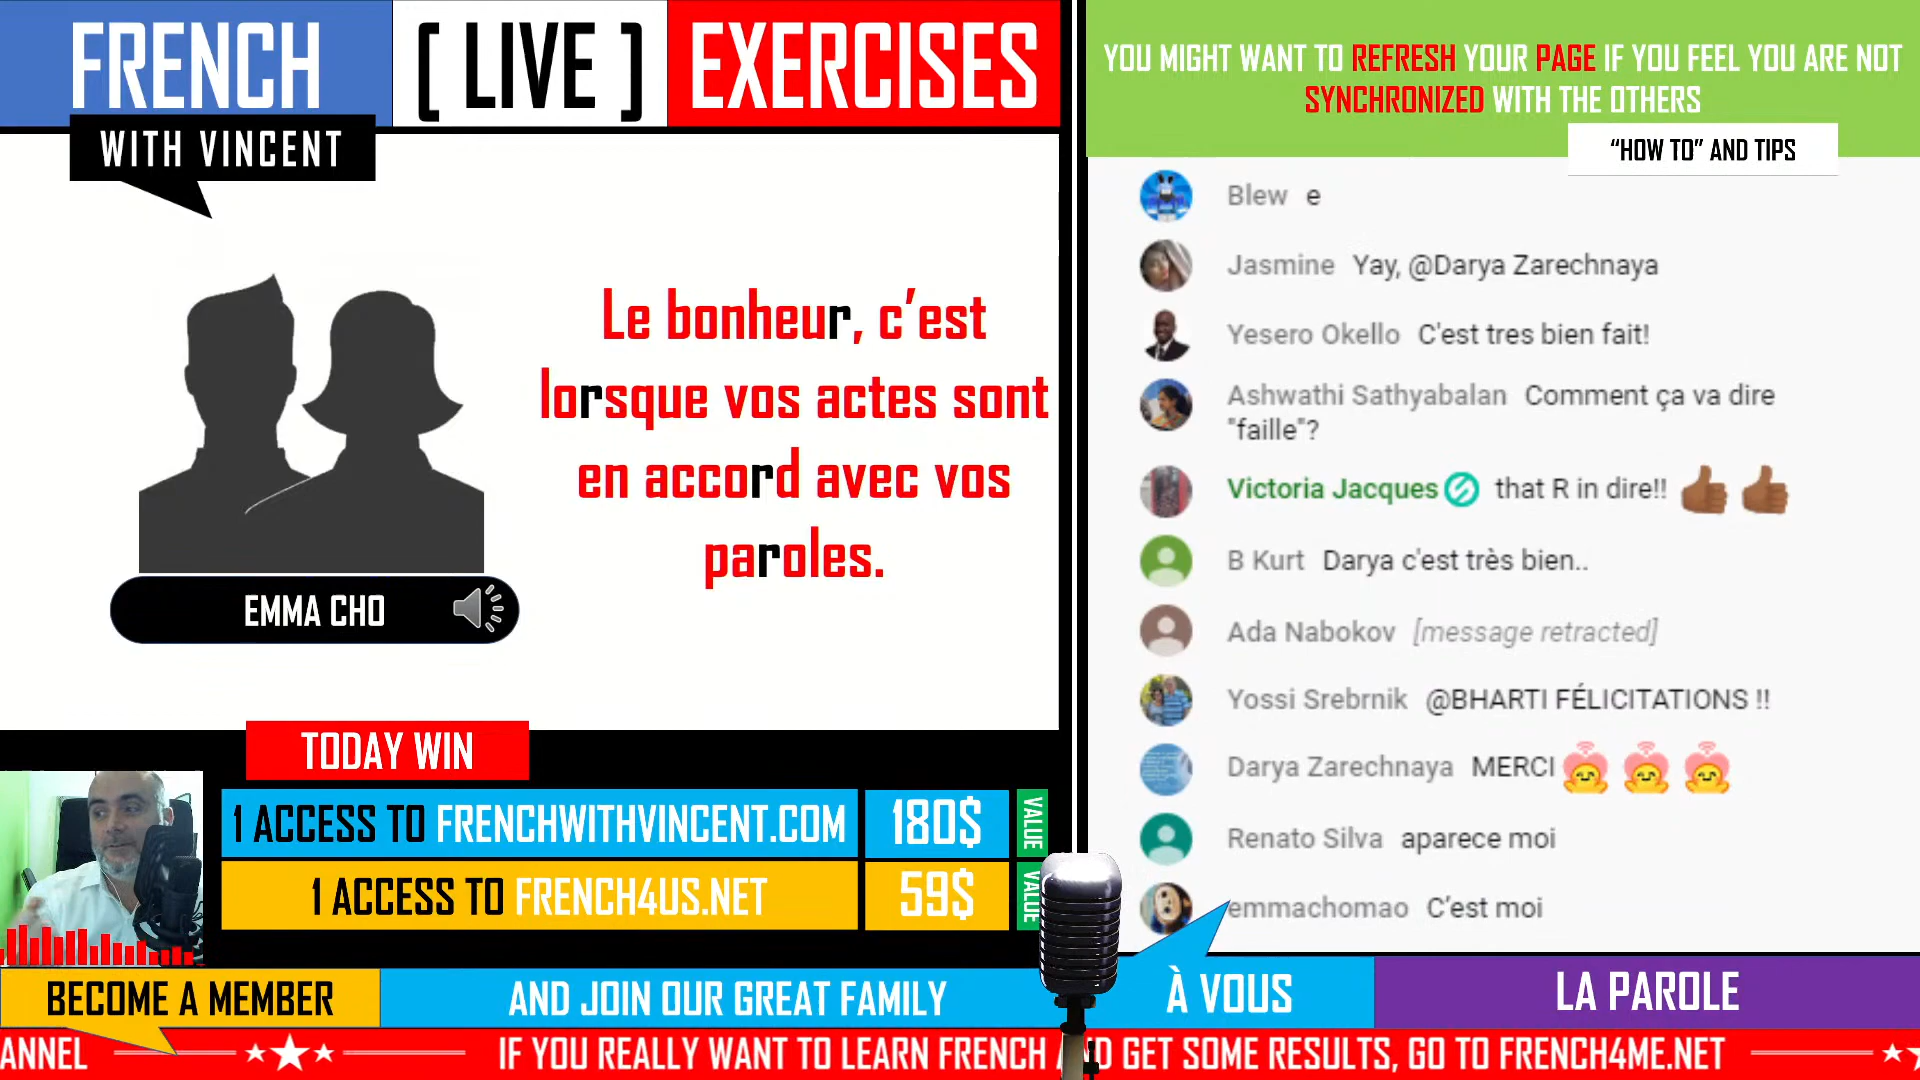 FRENCH [ LIVE ] EXERCISES
WITH VINCENT
Le bonheur, c’est
lorsque vos actes sont
en accord avec vos
paroles.
EMMA CHO
TODAY WIN
1 ACCESS TO FRENCHWITHVINCENT.COM 180$ VALUE
1 ACCESS TO FRENCH4US.NET 59$ VALUE
YOU MIGHT WANT TO REFRESH YOUR PAGE IF YOU FEEL YOU ARE NOT
SYNCHRONIZED WITH THE OTHERS
“HOW TO” AND TIPS
Blew e
Jasmine Yay, @Darya Zarechnaya
Yesero Okello C'est tres bien fait!
Ashwathi Sathyabalan Comment ça va dire
"faille"?
Victoria Jacques that R in dire!!
B Kurt Darya c'est très bien..
Ada Nabokov [message retracted]
Yossi Srebrnik @BHARTI FÉLICITATIONS !!
Darya Zarechnaya MERCI
Renato Silva aparece moi
emmachomao C’est moi
BECOME A MEMBER AND JOIN OUR GREAT FAMILY À VOUS LA PAROLE
ANNEL IF YOU REALLY WANT TO LEARN FRENCH AND GET SOME RESULTS, GO TO FRENCH4ME.NET